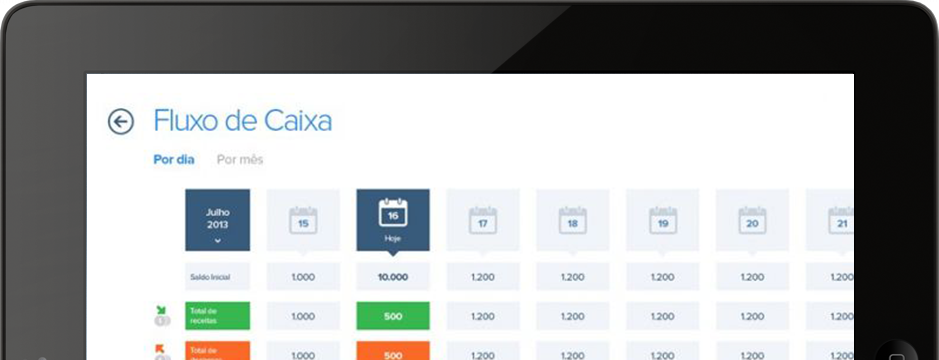 Fluxo de Caixa
Por dia Por mês
Julho
2013
15 16 17 18 19 20 21
Hoje
Saldo Inicial 1.000 10.000 1.200 1.200 1.200 1.200 1.200
Total de
receitas 1.000 500 1.200 1.200 1.200 1.200 1.200
Total de
1.000 500 1.200 1.200 1.200 1.200 1.200